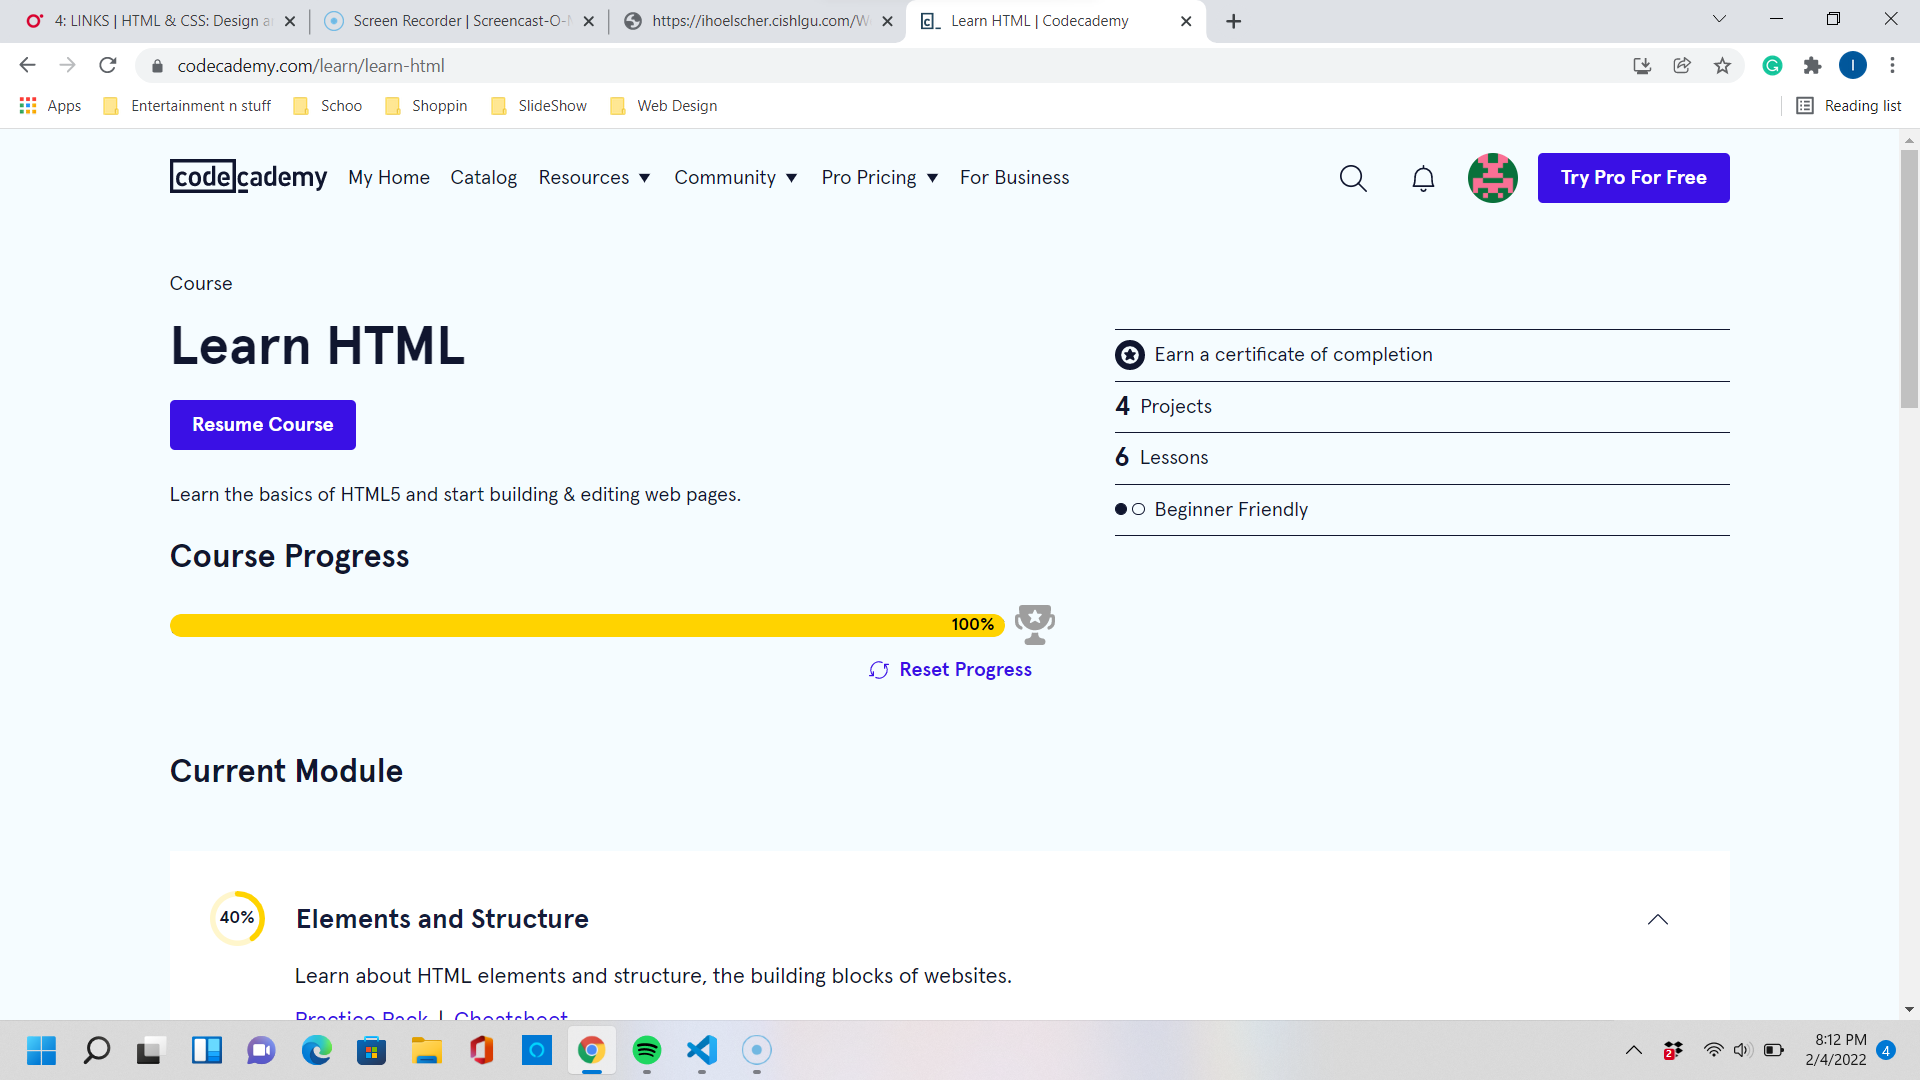 4: LINKS | HTML & CSS: Design a
Screen Recorder | Screencast-O-
https://ihoelscher.cishlgu.com/W
Learn HTML | Codecademy
codecademy.com/learn/learn-html
Apps
Entertainment n stuff
Schoo
Shoppin
SlideShow
Web Design
Reading list
codecademy
My Home
Catalog
Resources
Community
Pro Pricing
For Business
Try Pro For Free
Course
Learn HTML
Resume Course
Learn the basics of HTML5 and start building & editing web pages.
Earn a certificate of completion
4 Projects
6 Lessons
Beginner Friendly
Course Progress
100%
Reset Progress
Current Module
40%
Elements and Structure
Learn about HTML elements and structure, the building blocks of websites.
Practice Pack | Cheatsheet
8:12 PM
2/4/2022
4
2
I